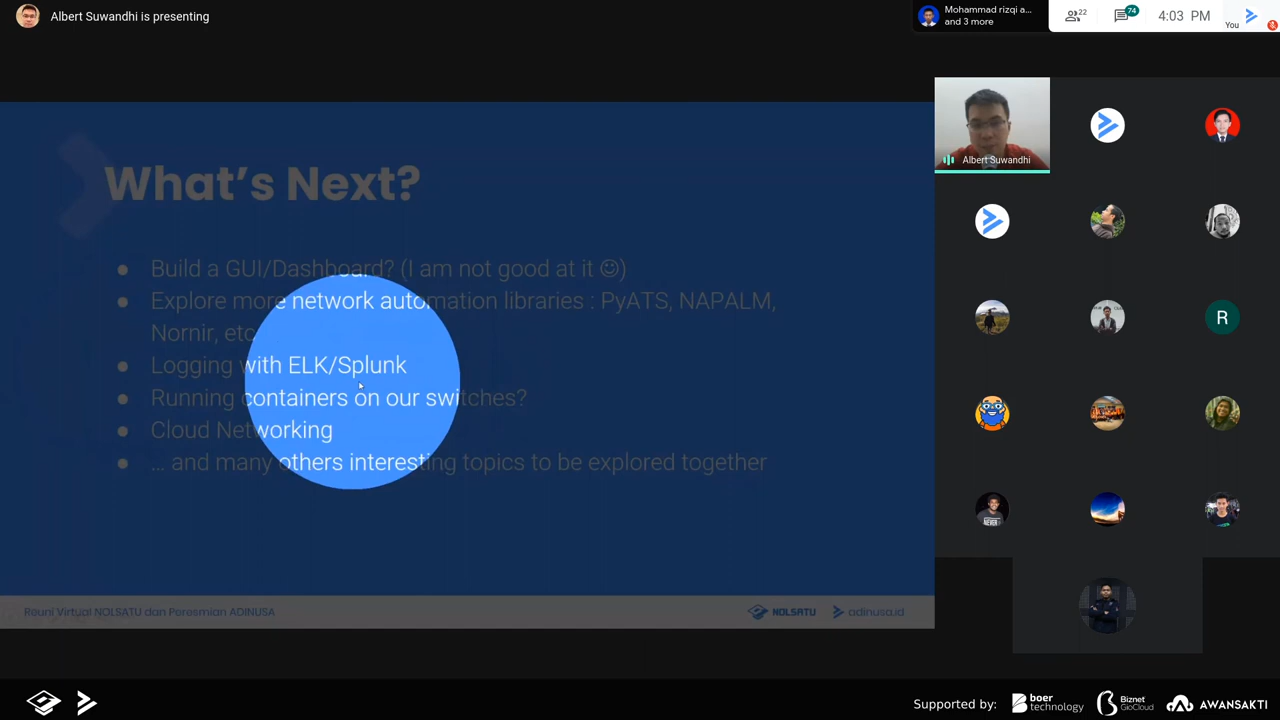 Albert Suwandhi is presenting
Mohammad rizqi a...
and 3 more
22
74
4:03 PM
You
What's Next?
● Build a GUI/Dashboard? (I am not good at it ☺)
● Explore more network automation libraries : PyATS, NAPALM,
Nornir, etc
● Logging with ELK/Splunk
● Running containers on our switches?
● Cloud Networking
● … and many others interesting topics to be explored together
Albert Suwandhi
R
NEVER
Reuni Virtual NOLSATU dan Peresmian ADINUSA
NOLSATU
adinusa.id
Supported by:
boer
technology
Biznet
GioCloud
AWANSAKTI